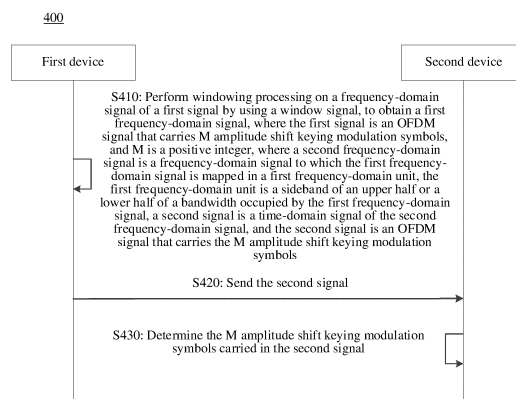 400
First device
Second device
S410: Perform windowing processing on a frequency-domain
signal of a first signal by using a window signal, to obtain a first
frequency-domain signal, where the first signal is an OFDM
signal that carries M amplitude shift keying modulation symbols,
and M is a positive integer, where a second frequency-domain
signal is a frequency-domain signal to which the first frequency-
domain signal is mapped in a first frequency-domain unit, the
first frequency-domain unit is a sideband of an upper half or a
lower half of a bandwidth occupied by the first frequency-domain
signal, a second signal is a time-domain signal of the second
frequency-domain signal, and the second signal is an OFDM
signal that carries the M amplitude shift keying modulation
symbols
S420: Send the second signal
S430: Determine the M amplitude shift keying modulation
symbols carried in the second signal